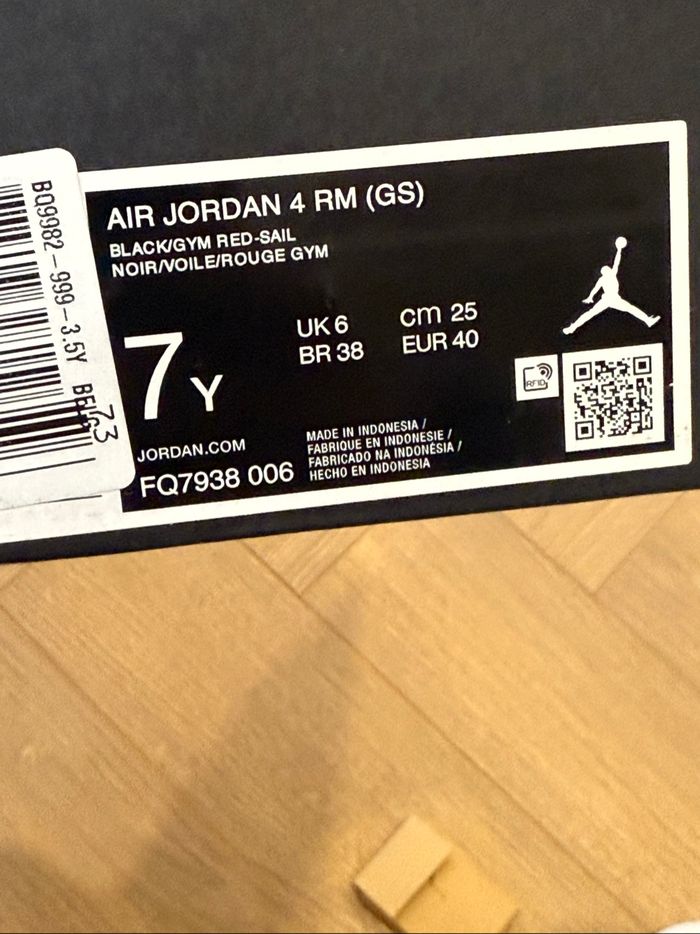 BQ9982-999-3.5Y
73
AIR JORDAN 4 RM (GS)
BLACK/GYM RED-SAIL
NOIR/VOILE/ROUGE GYM
7Y
UK 6
BR 38
cm 25
EUR 40
RFID
JORDAN.COM
FQ7938 006
MADE IN INDONESIA /
FABRIQUE EN INDONESIE /
FABRICADO NA INDONÉSIA /
HECHO EN INDONESIA